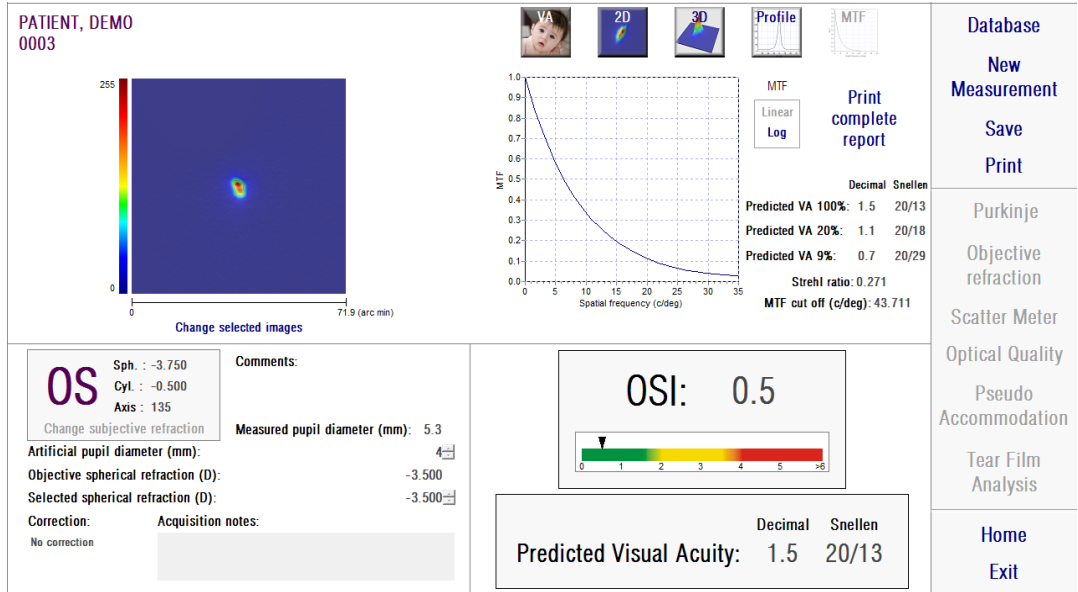 PATIENT, DEMO
0003
VA
2D
3D
Profile
MTF
255
0
0
71.9 (arc min)
Change selected images
MTF
1.0
0.9
0.8
0.7
0.6
0.5
0.4
0.3
0.2
0.1
0.0
0 5 10 15 20 25 30 35
Spatial frequency (c/deg)
MTF
Linear
Log
Print
complete
report
Decimal Snellen
Predicted VA 100%: 1.5 20/13
Predicted VA 20%: 1.1 20/18
Predicted VA 9%: 0.7 20/29
Strehl ratio: 0.271
MTF cut off (c/deg): 43.711
OS
Sph. : -3.750
Cyl. : -0.500
Axis : 135
Change subjective refraction
Comments:
Measured pupil diameter (mm): 5.3
Artificial pupil diameter (mm): 4
Objective spherical refraction (D): -3.500
Selected spherical refraction (D): -3.500
Correction:
No correction
Acquisition notes:
OSI: 0.5
0 1 2 3 4 5 >6
Decimal Snellen
Predicted Visual Acuity: 1.5 20/13
Database
New
Measurement
Save
Print
Purkinje
Objective
refraction
Scatter Meter
Optical Quality
Pseudo
Accommodation
Tear Film
Analysis
Home
Exit